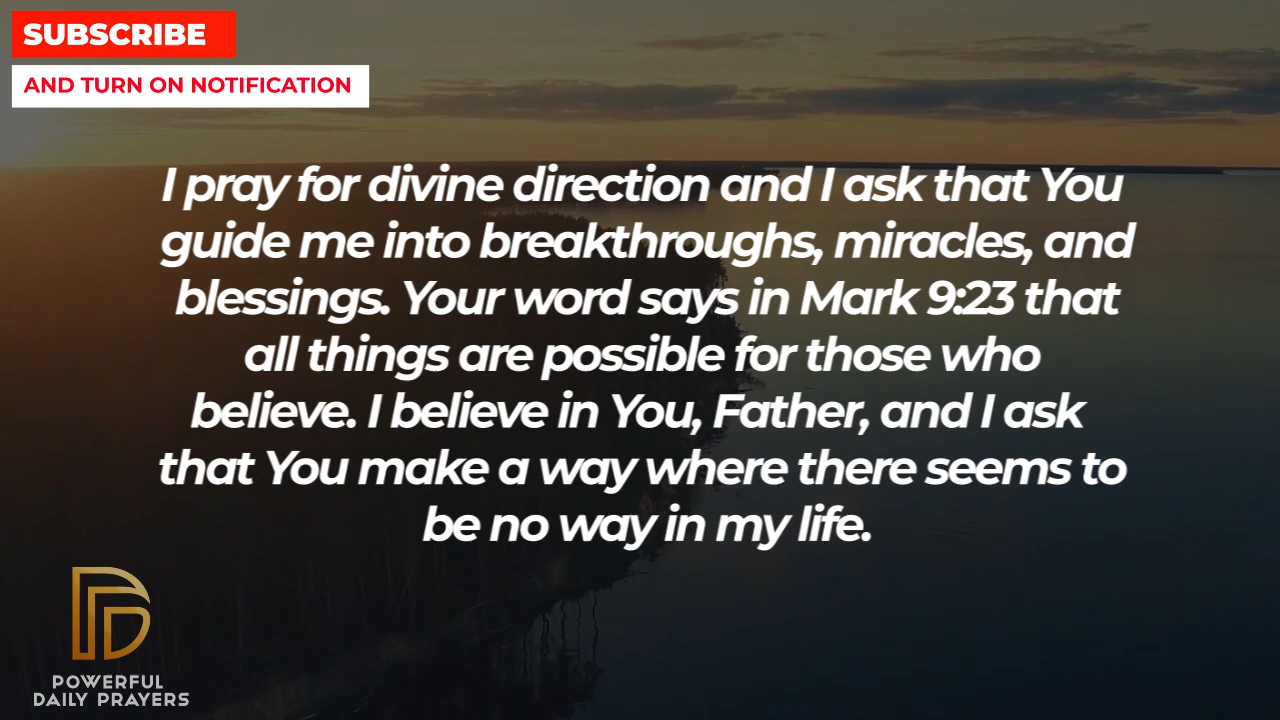 SUBSCRIBE
AND TURN ON NOTIFICATION
I pray for divine direction and I ask that You
guide me into breakthroughs, miracles, and
blessings. Your word says in Mark 9:23 that
all things are possible for those who
believe. I believe in You, Father, and I ask
that You make a way where there seems to
be no way in my life.
POWERFUL
DAILY PRAYERS